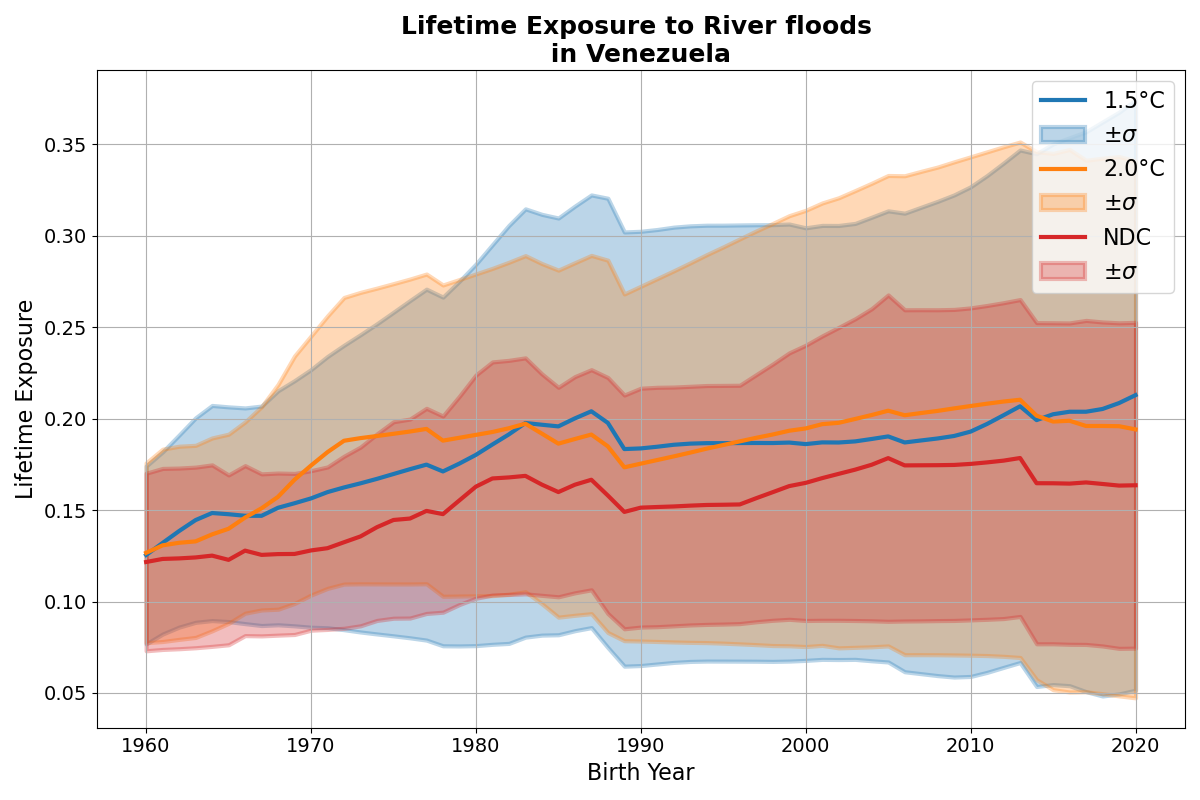 Lifetime Exposure to River floods
in Venezuela
Lifetime Exposure
0.35
0.30
0.25
0.20
0.15
0.10
0.05
1960
1970
1980
1990
2000
2010
2020
Birth Year
1.5°C
±σ
2.0°C
±σ
NDC
±σ